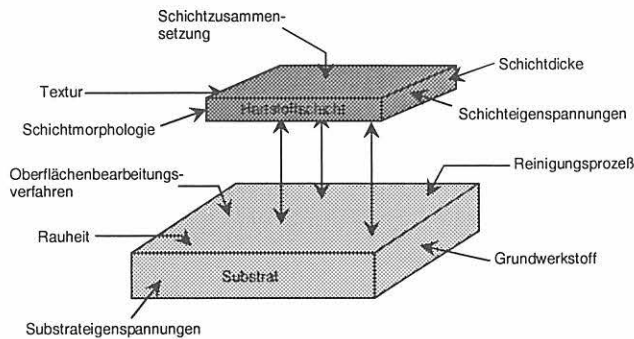 Schichtzusammen-
setzung
Schichtdicke
Textur
Hartstoffschicht
Schichteigenspannungen
Schichtmorphologie
Oberflächenbearbeitungs-
verfahren
Reinigungsprozeß
Rauheit
Grundwerkstoff
Substrat
Substrateigenspannungen